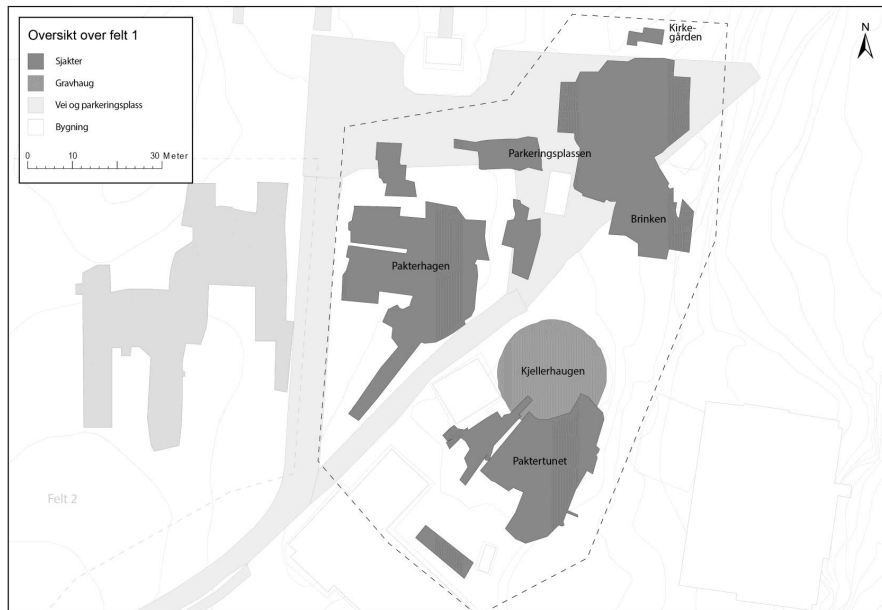 Oversikt over felt 1
Sjakter
Gravhaug
Vei og parkeringsplass
Bygning
0 10 30 Meter
N
Kirke-
gården
Parkeringsplassen
Brinken
Pakterhagen
Kjellerhaugen
Paktertunet
Felt 2